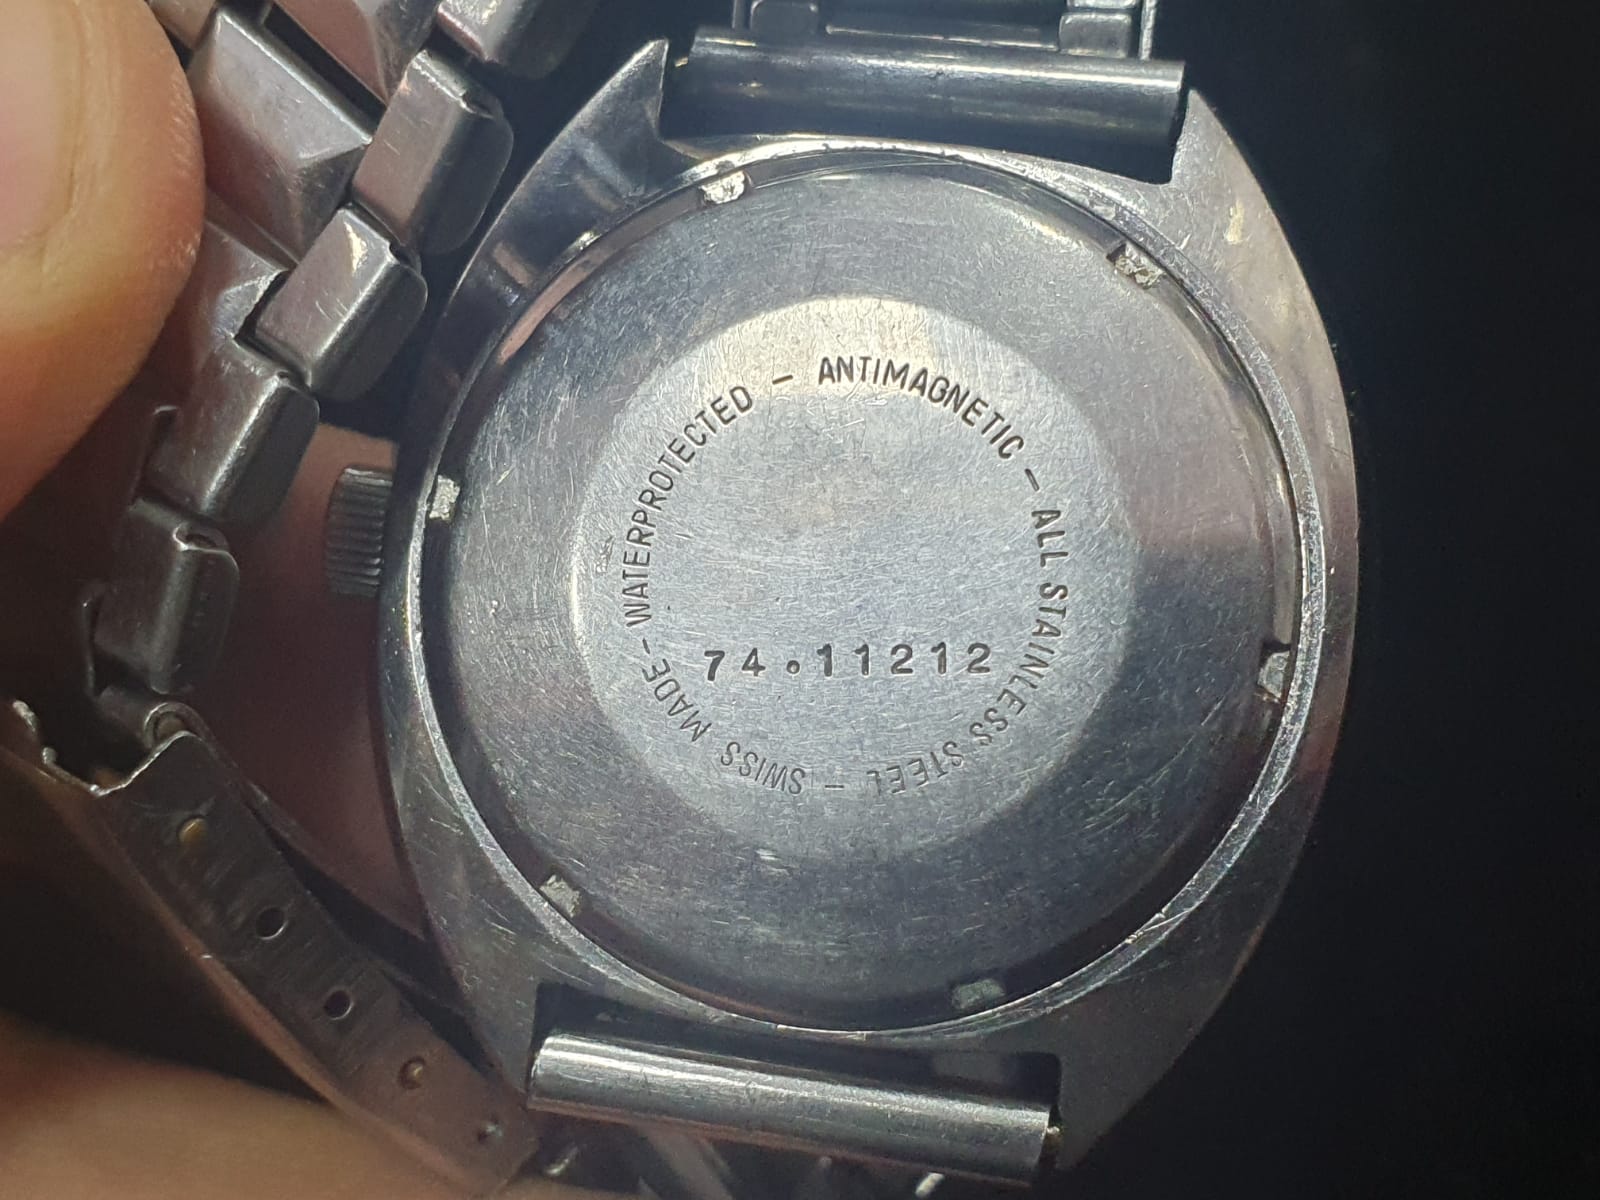 WATERPROTECTED – ANTIMAGNETIC – ALL STAINLESS STEEL – SWISS MADE –
74.11212